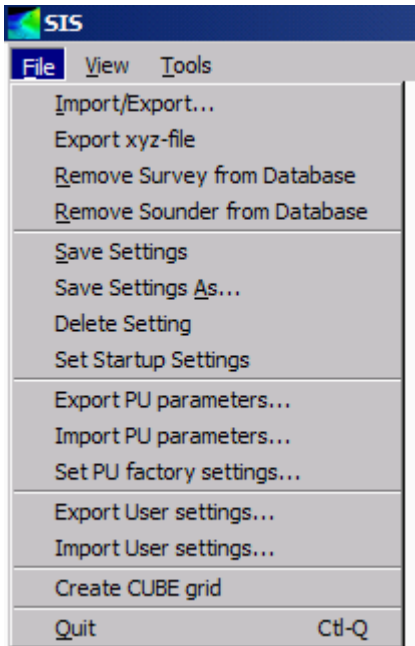 SIS
File View Tools
Import/Export...
Export xyz-file
Remove Survey from Database
Remove Sounder from Database
Save Settings
Save Settings As...
Delete Setting
Set Startup Settings
Export PU parameters...
Import PU parameters...
Set PU factory settings...
Export User settings...
Import User settings...
Create CUBE grid
Quit Ctl-Q